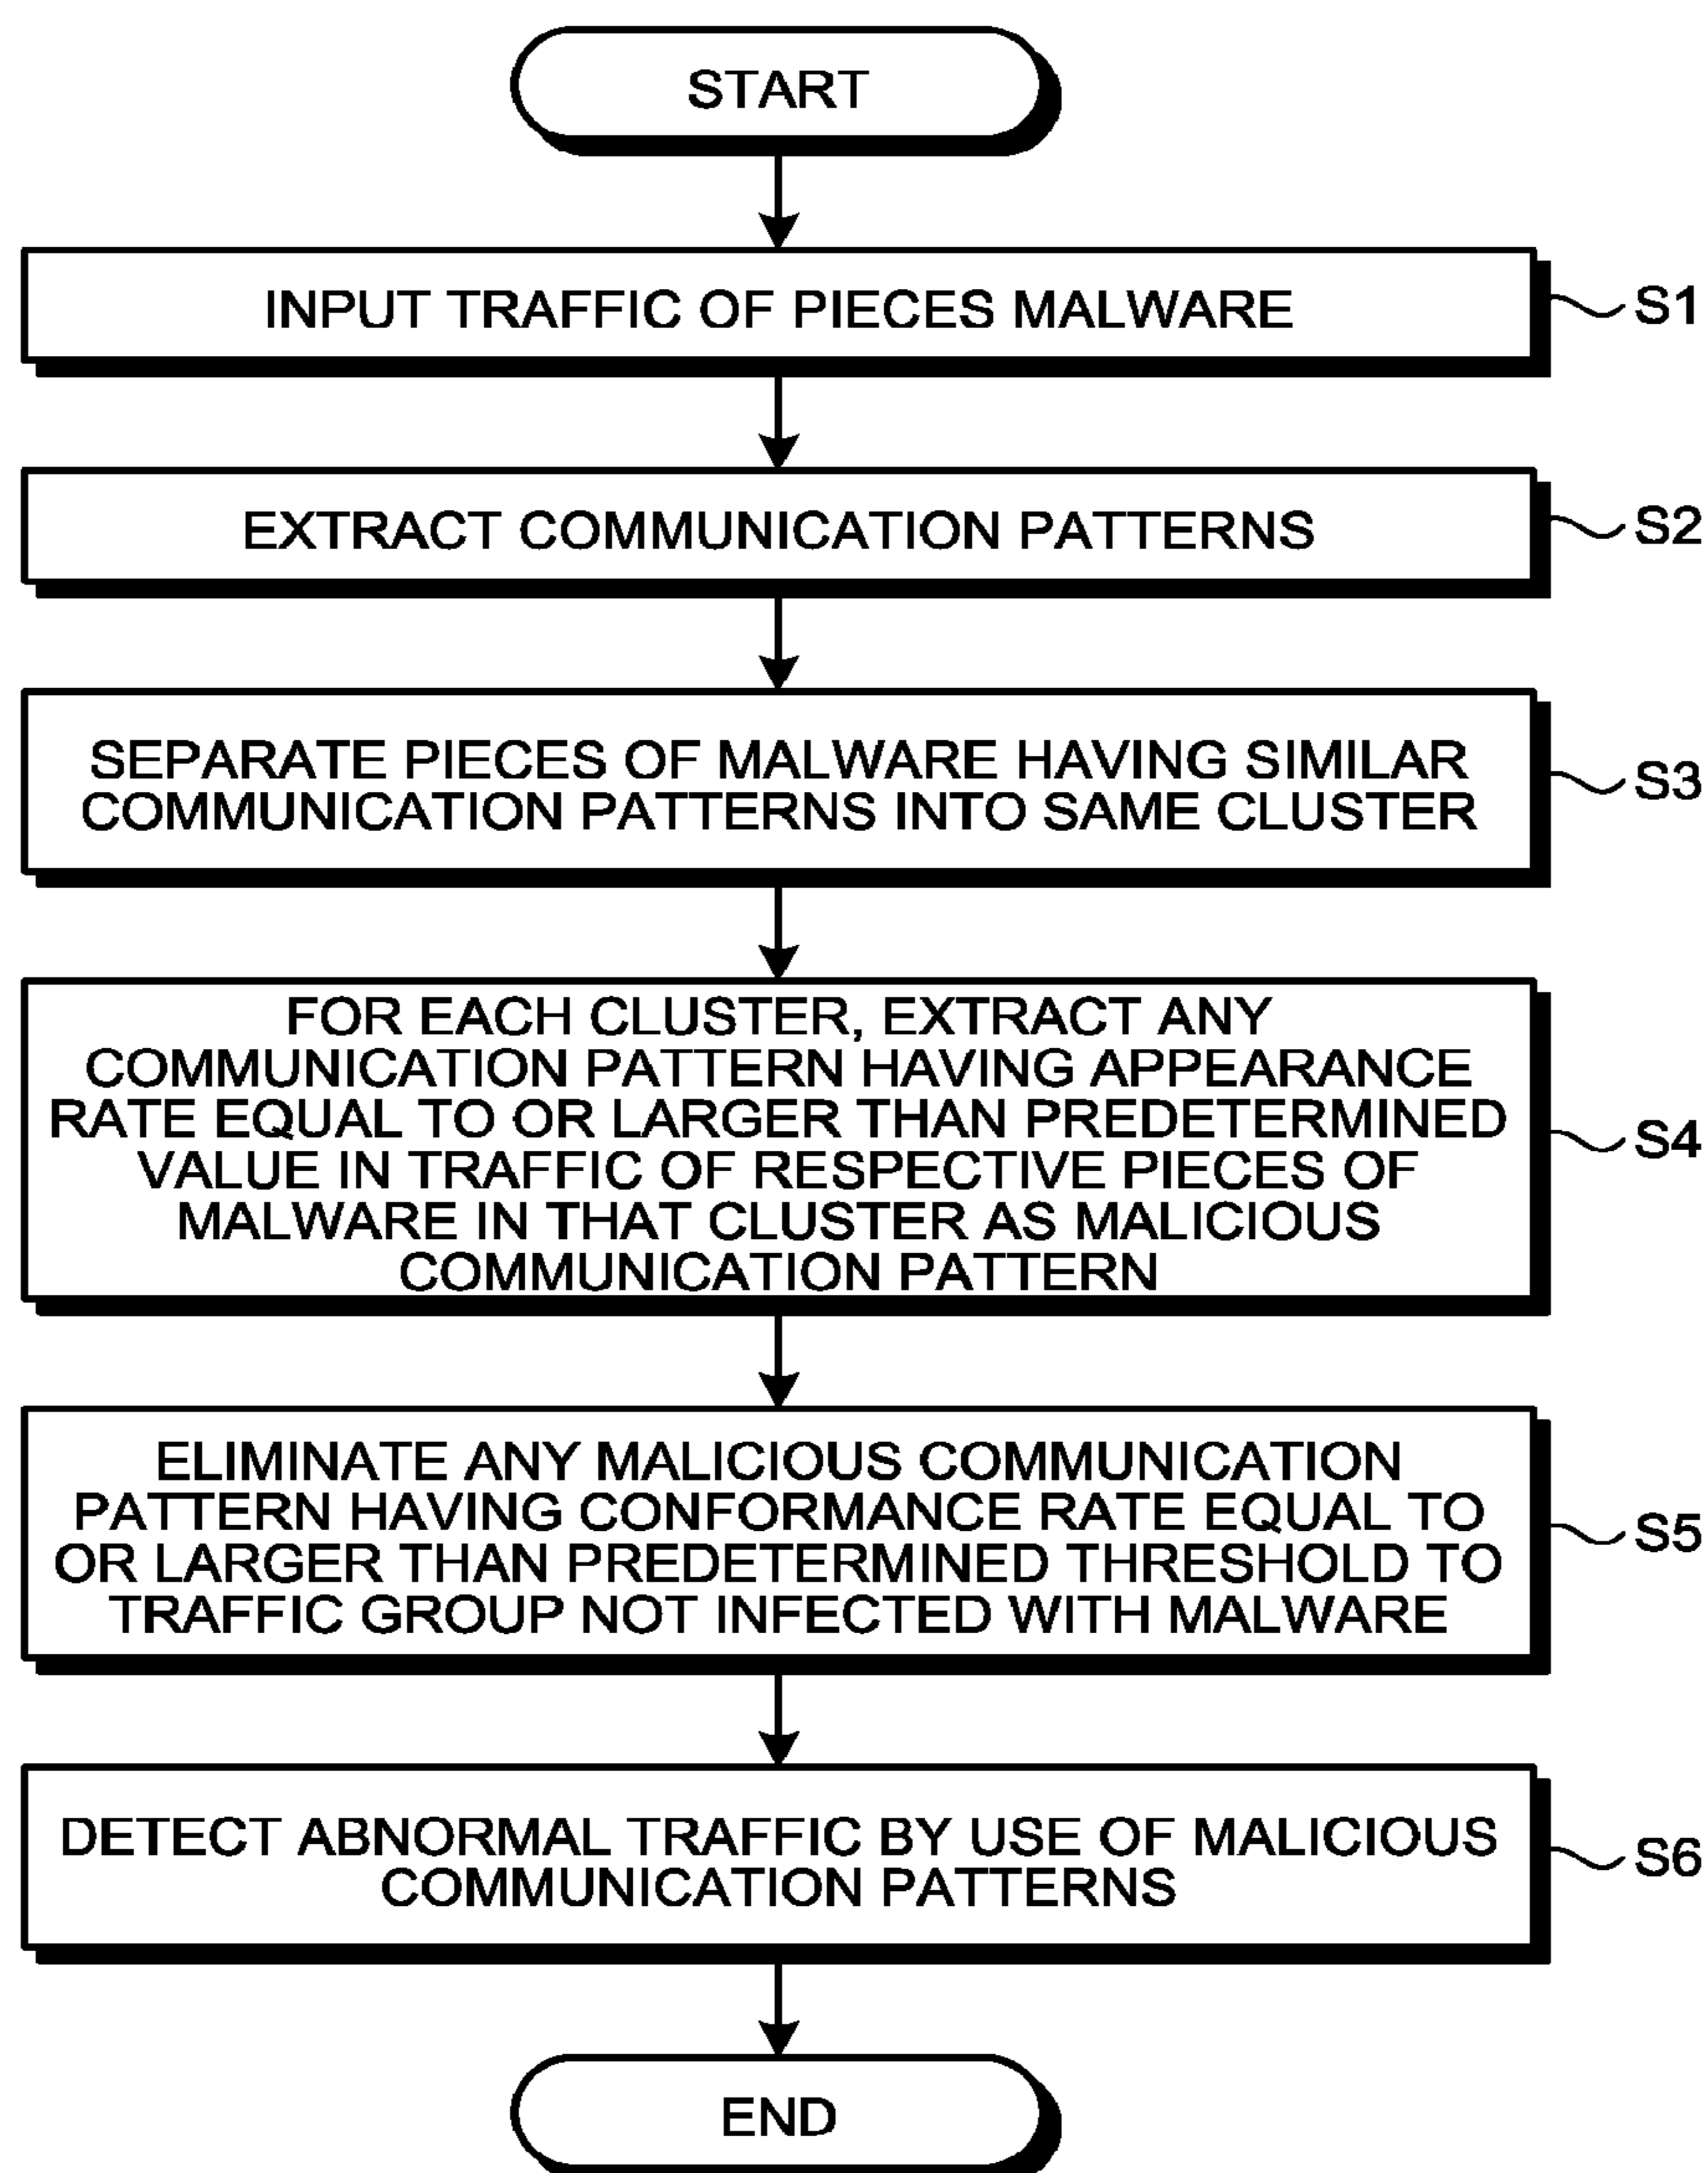 START
INPUT TRAFFIC OF PIECES MALWARE
S1
EXTRACT COMMUNICATION PATTERNS
S2
SEPARATE PIECES OF MALWARE HAVING SIMILAR
COMMUNICATION PATTERNS INTO SAME CLUSTER
S3
FOR EACH CLUSTER, EXTRACT ANY
COMMUNICATION PATTERN HAVING APPEARANCE
RATE EQUAL TO OR LARGER THAN PREDETERMINED
VALUE IN TRAFFIC OF RESPECTIVE PIECES OF
MALWARE IN THAT CLUSTER AS MALICIOUS
COMMUNICATION PATTERN
S4
ELIMINATE ANY MALICIOUS COMMUNICATION
PATTERN HAVING CONFORMANCE RATE EQUAL TO
OR LARGER THAN PREDETERMINED THRESHOLD TO
TRAFFIC GROUP NOT INFECTED WITH MALWARE
S5
DETECT ABNORMAL TRAFFIC BY USE OF MALICIOUS
COMMUNICATION PATTERNS
S6
END